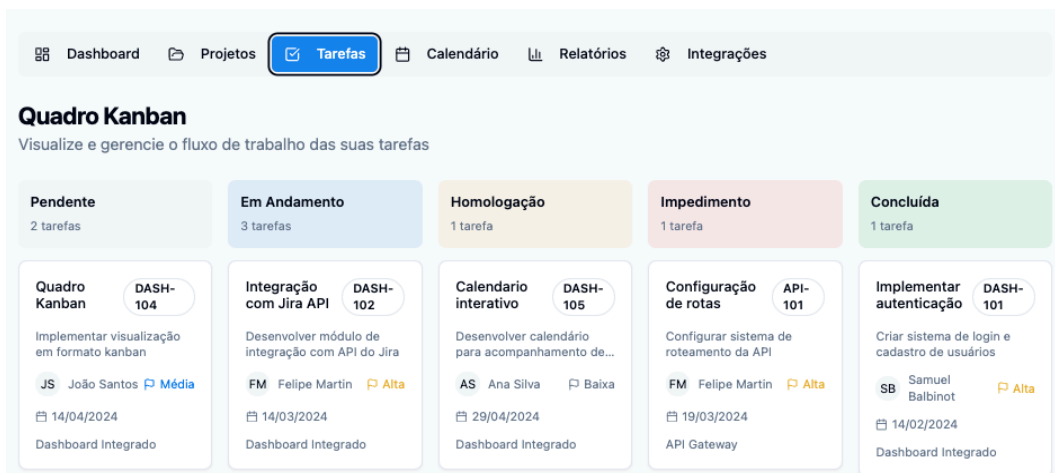 Dashboard Projetos Tarefas Calendário Relatórios Integrações
Quadro Kanban
Visualize e gerencie o fluxo de trabalho das suas tarefas
Pendente
2 tarefas
Em Andamento
3 tarefas
Homologação
1 tarefa
Impedimento
1 tarefa
Concluída
1 tarefa
Quadro
Kanban
DASH-
104
Implementar visualização
em formato kanban
JS João Santos Média
14/04/2024
Dashboard Integrado
Integração
com Jira API
DASH-
102
Desenvolver módulo de
integração com API do Jira
FM Felipe Martin Alta
14/03/2024
Dashboard Integrado
Calendario
interativo
DASH-
105
Desenvolver calendário
para acompanhamento de...
AS Ana Silva Baixa
29/04/2024
Dashboard Integrado
Configuração
de rotas
API-
101
Configurar sistema de
roteamento da API
FM Felipe Martin Alta
19/03/2024
API Gateway
Implementar
autenticação
DASH-
101
Criar sistema de login e
cadastro de usuários
SB Samuel
Balbinot
Alta
14/02/2024
Dashboard Integrado